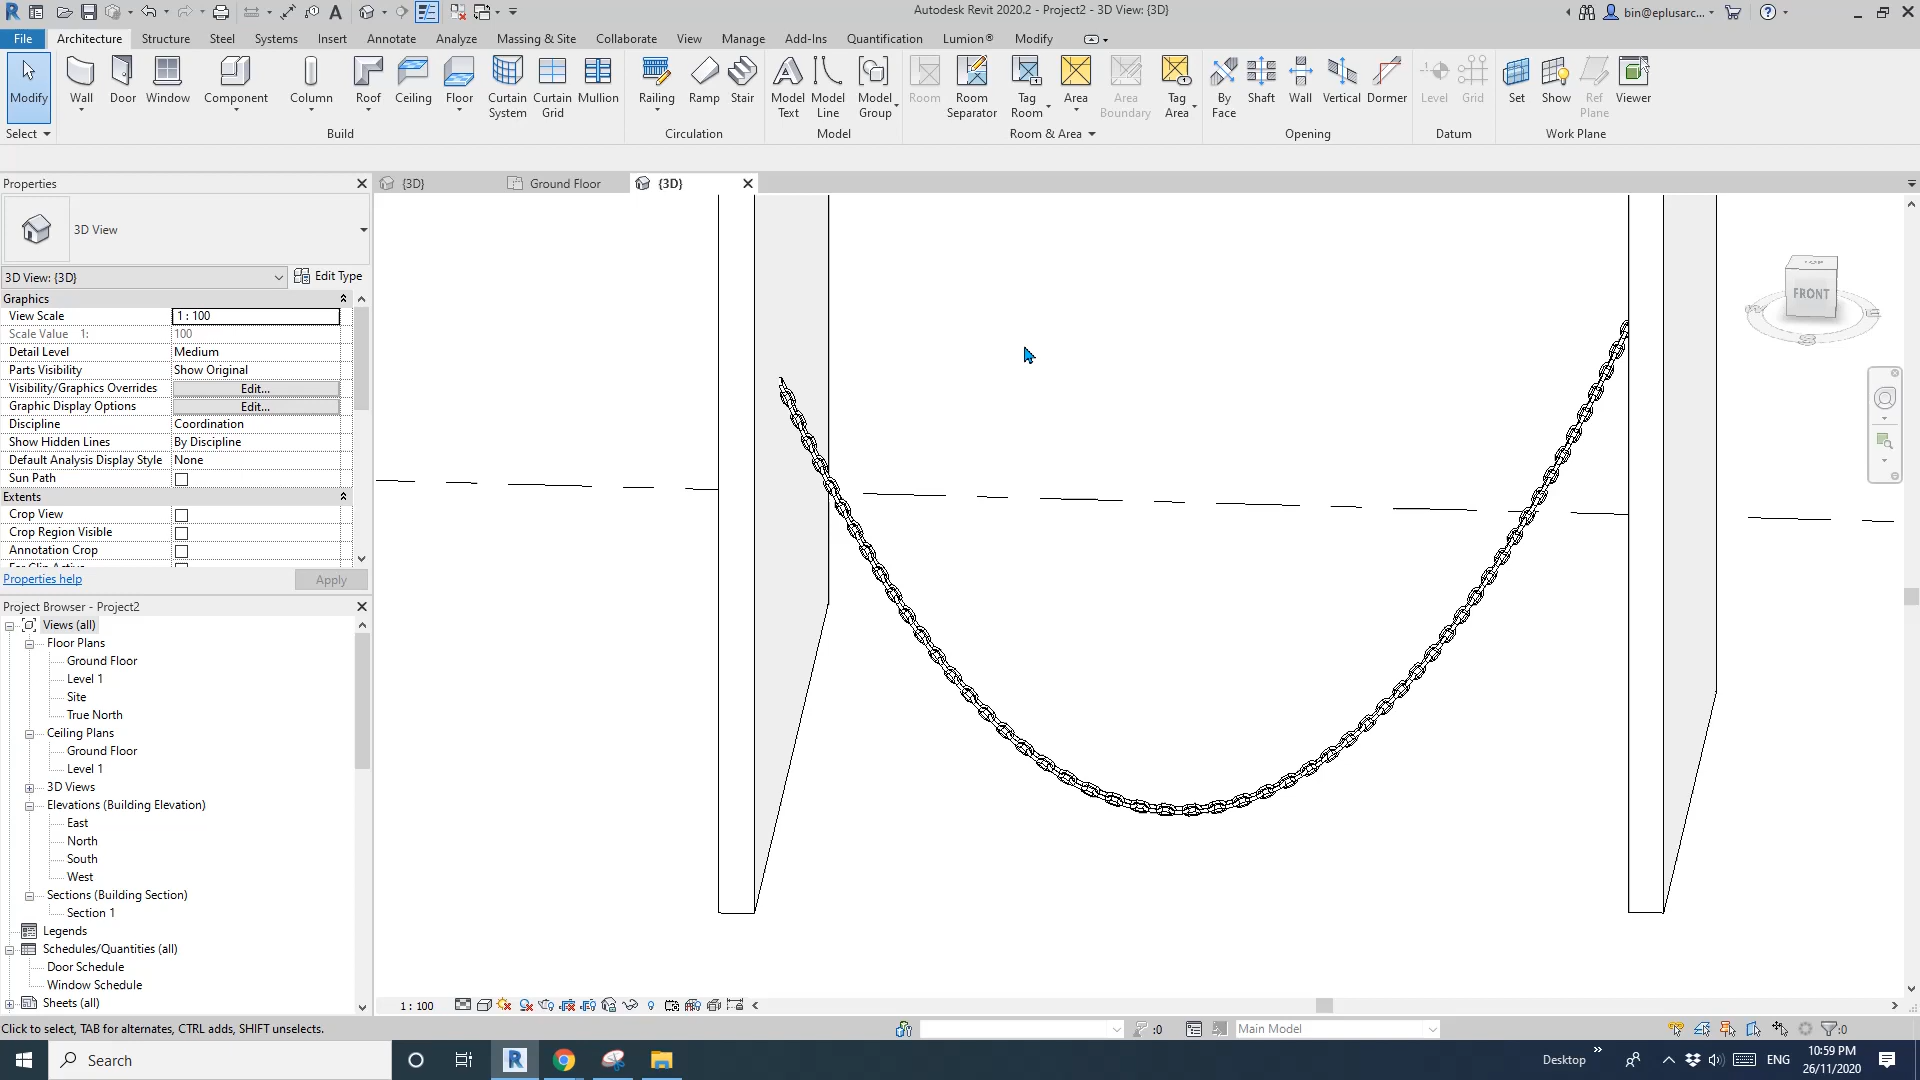 Autodesk Revit 2020.2 - Project2 - 3D View: {3D}
bin@eplusarc...
File Architecture Structure Steel Systems Insert Annotate Analyze Massing & Site Collaborate View Manage Add-Ins Quantification Lumion® Modify
Modify Wall Door Window Component Column Roof Ceiling Floor Curtain System Curtain Grid Mullion Railing Ramp Stair Model Text Model Line Model Group Room Room Separator Tag Room Area Area Boundary Tag Area By Face Shaft Wall Vertical Dormer Level Grid Set Show Ref Plane Viewer
Select Build Circulation Model Room & Area Opening Datum Work Plane
Properties
{3D} Ground Floor {3D}
3D View
3D View: {3D} Edit Type
Graphics
View Scale 1 : 100
Scale Value 1: 100
Detail Level Medium
Parts Visibility Show Original
Visibility/Graphics Overrides Edit...
Graphic Display Options Edit...
Discipline Coordination
Show Hidden Lines By Discipline
Default Analysis Display Style None
Sun Path
Extents
Crop View
Crop Region Visible
Annotation Crop
Properties help Apply
TOP
FRONT
Project Browser - Project2
Views (all)
Floor Plans
Ground Floor
Level 1
Site
True North
Ceiling Plans
Ground Floor
Level 1
3D Views
Elevations (Building Elevation)
East
North
South
West
Sections (Building Section)
Section 1
Legends
Schedules/Quantities (all)
Door Schedule
Window Schedule
Sheets (all)
1 : 100
Click to select, TAB for alternates, CTRL adds, SHIFT unselects.
:0
Main Model
:0
Search
Desktop
ENG
10:59 PM
26/11/2020